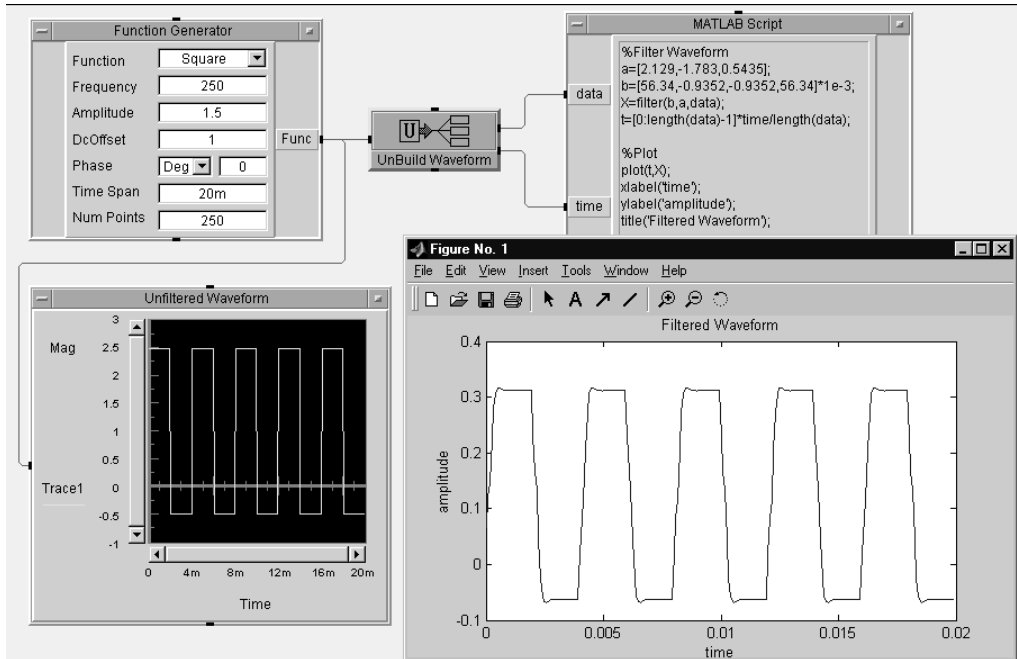 Function Generator
Function Square
Frequency 250
Amplitude 1.5
DcOffset 1
Phase Deg 0
Time Span 20m
Num Points 250
Func
U
UnBuild Waveform
MATLAB Script
data
time
%Filter Waveform
a=[2.129,-1.783,0.5435];
b=[56.34,-0.9352,-0.9352,56.34]*1e-3;
X=filter(b,a,data);
t=[0:length(data)-1]*time/length(data);
%Plot
plot(t,X);
xlabel('time');
ylabel('amplitude');
title('Filtered Waveform');
Unfiltered Waveform
Mag
Trace1
3
2.5
2
1.5
1
0.5
0
-0.5
-1
0 4m 8m 12m 16m 20m
Time
Figure No. 1
File Edit View Insert Tools Window Help
A
Filtered Waveform
0.4
0.3
0.2
0.1
0
-0.1
amplitude
0 0.005 0.01 0.015 0.02
time